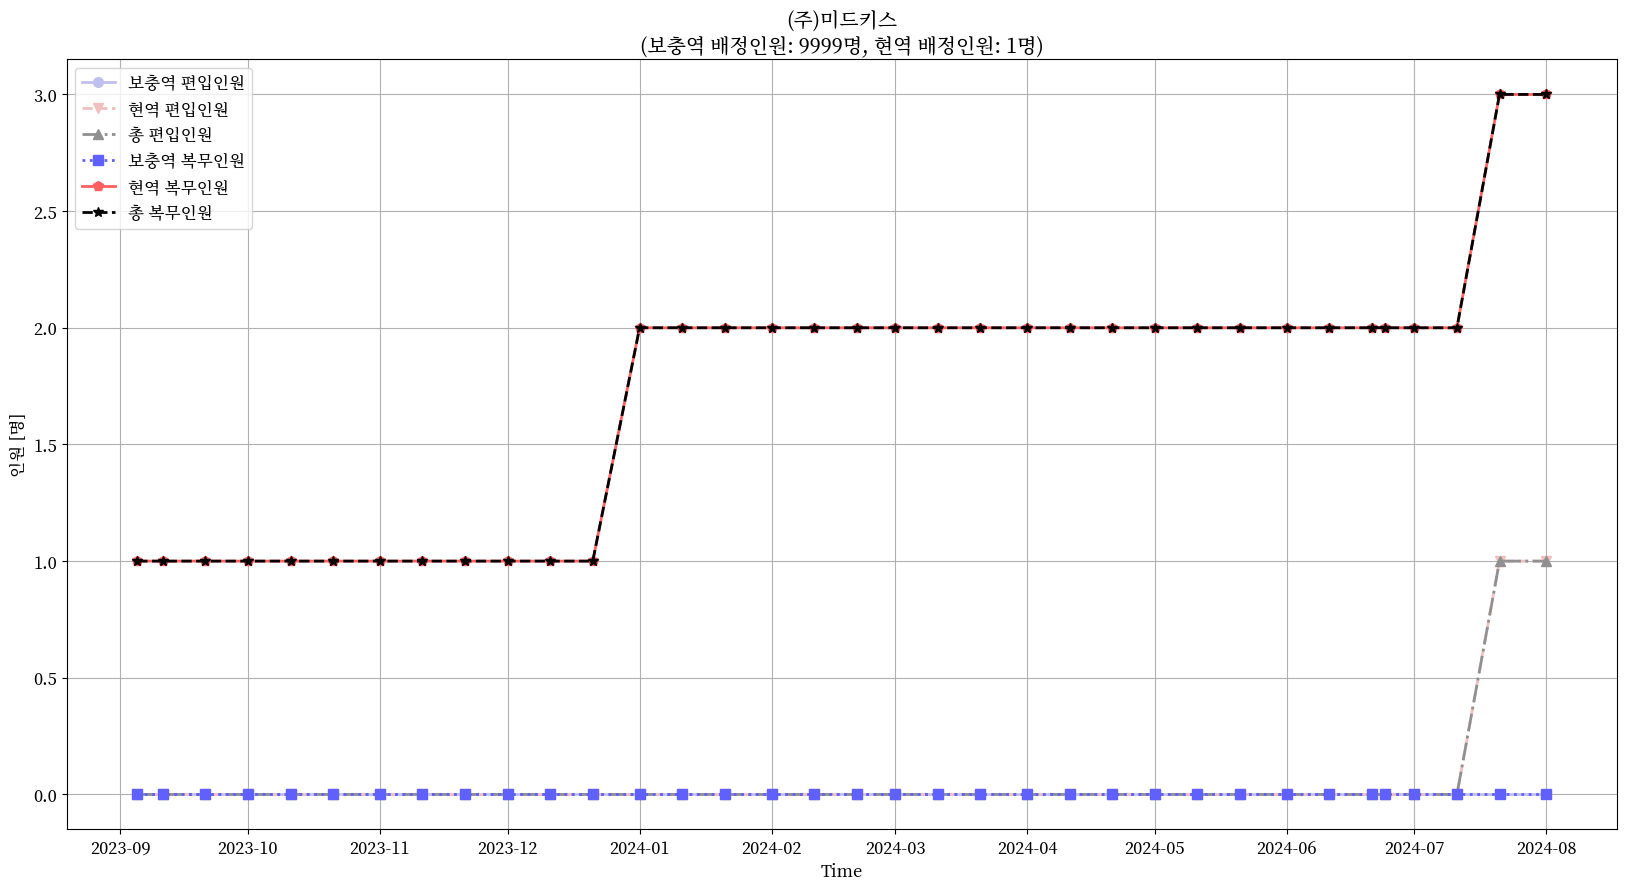 (주)미드키스
(보충역 배정인원: 9999명, 현역 배정인원: 1명)
보충역 편입인원
현역 편입인원
총 편입인원
보충역 복무인원
현역 복무인원
총 복무인원
인원 [명]
3.0
2.5
2.0
1.5
1.0
0.5
0.0
2023-09 2023-10 2023-11 2023-12 2024-01 2024-02 2024-03 2024-04 2024-05 2024-06 2024-07 2024-08
Time